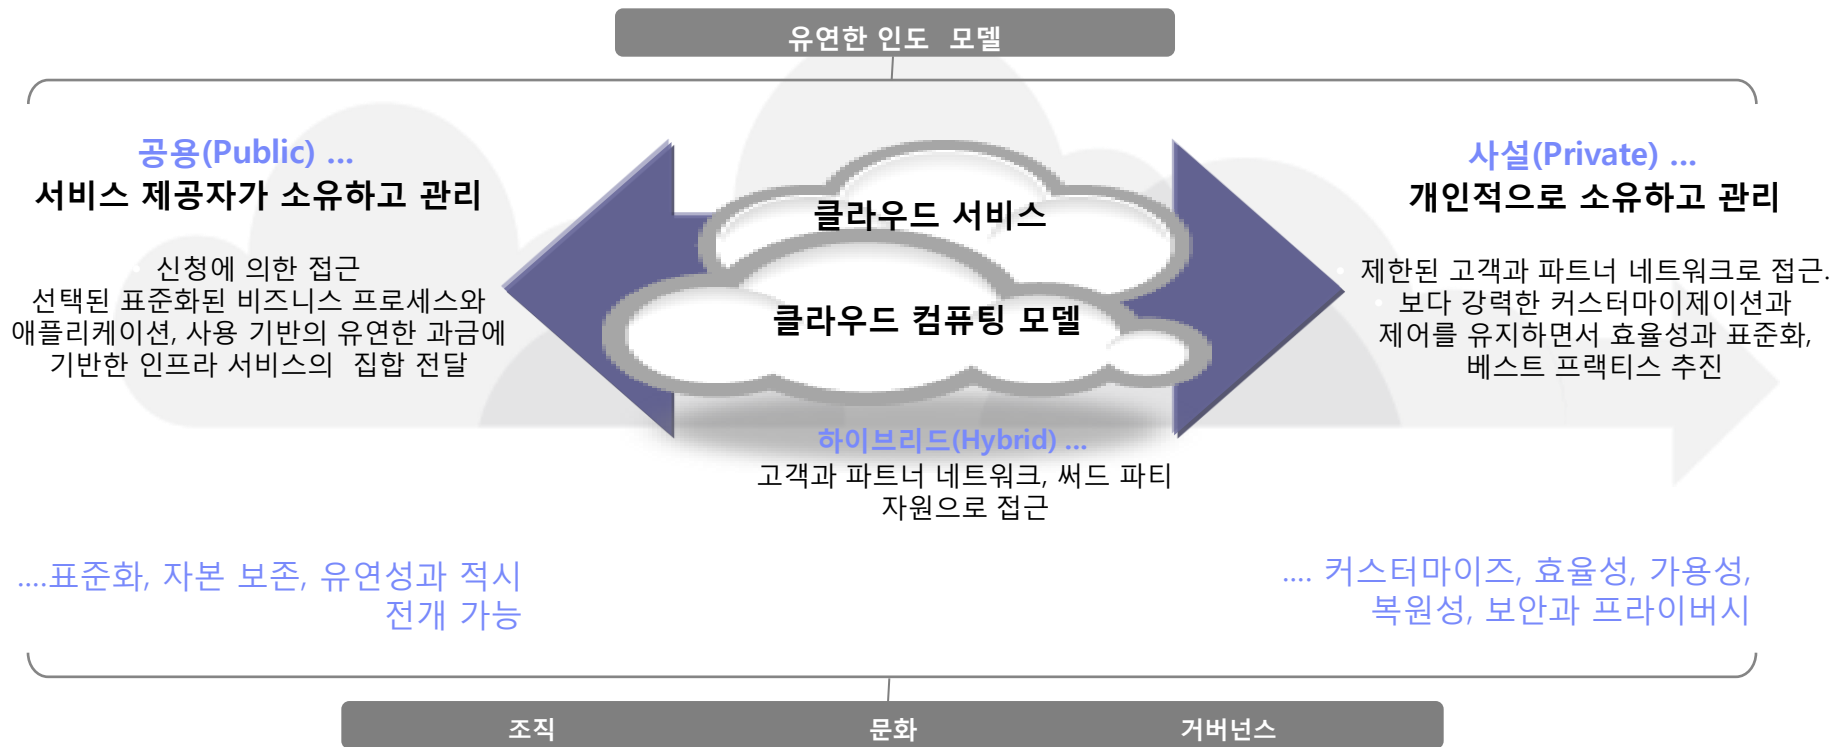 유연한 인도 모델
공용(Public) ...
서비스 제공자가 소유하고 관리
신청에 의한 접근
선택된 표준화된 비즈니스 프로세스와
애플리케이션, 사용 기반의 유연한 과금에
기반한 인프라 서비스의 집합 전달
클라우드 서비스
클라우드 컴퓨팅 모델
사설(Private) ...
개인적으로 소유하고 관리
제한된 고객과 파트너 네트워크로 접근.
보다 강력한 커스터마이제이션과
제어를 유지하면서 효율성과 표준화,
베스트 프랙티스 추진
하이브리드(Hybrid) ...
고객과 파트너 네트워크, 써드 파티
자원으로 접근
....표준화, 자본 보존, 유연성과 적시
전개 가능
.... 커스터마이즈, 효율성, 가용성,
복원성, 보안과 프라이버시
조직 문화 거버넌스